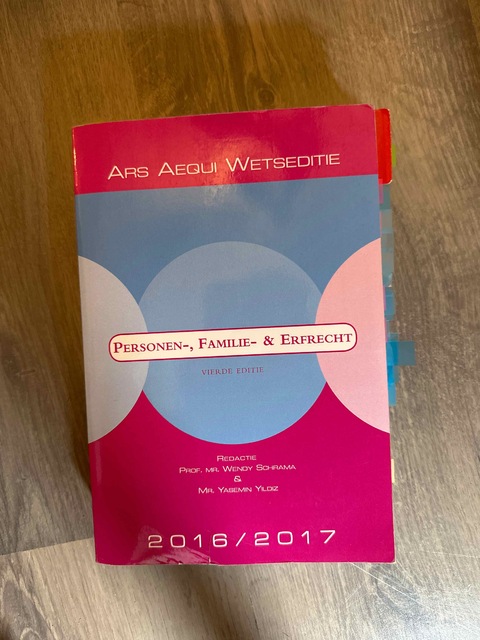 Ars Aequi Wetseditie
Personen-, Familie- & Erfrecht
vierde editie
Redactie
Prof. mr. Wendy Schrama
&
Mr. Yasemin Yildiz
2016/2017